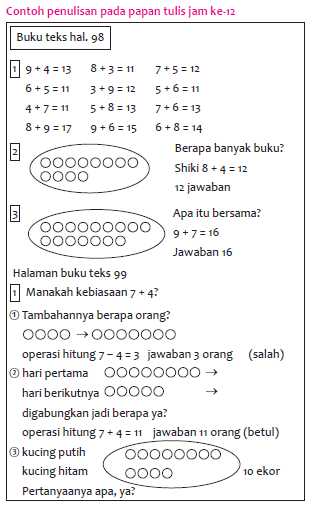 Contoh penulisan pada papan tulis jam ke-12
Buku teks hal. 98
1 9 + 4 = 13 8 + 3 = 11 7 + 5 = 12
6 + 5 = 11 3 + 9 = 12 5 + 6 = 11
4 + 7 = 11 5 + 8 = 13 7 + 6 = 13
8 + 9 = 17 9 + 6 = 15 6 + 8 = 14
2 Berapa banyak buku?
Shiki 8 + 4 = 12
12 jawaban
3 Apa itu bersama?
9 + 7 = 16
Jawaban 16
Halaman buku teks 99
1 Manakah kebiasaan 7 + 4?
① Tambahannya berapa orang?
→
operasi hitung 7 – 4 = 3 jawaban 3 orang (salah)
② hari pertama →
hari berikutnya →
digabungkan jadi berapa ya?
operasi hitung 7 + 4 = 11 jawaban 11 orang (betul)
③ kucing putih
kucing hitam 10 ekor
Pertanyaanya apa, ya?